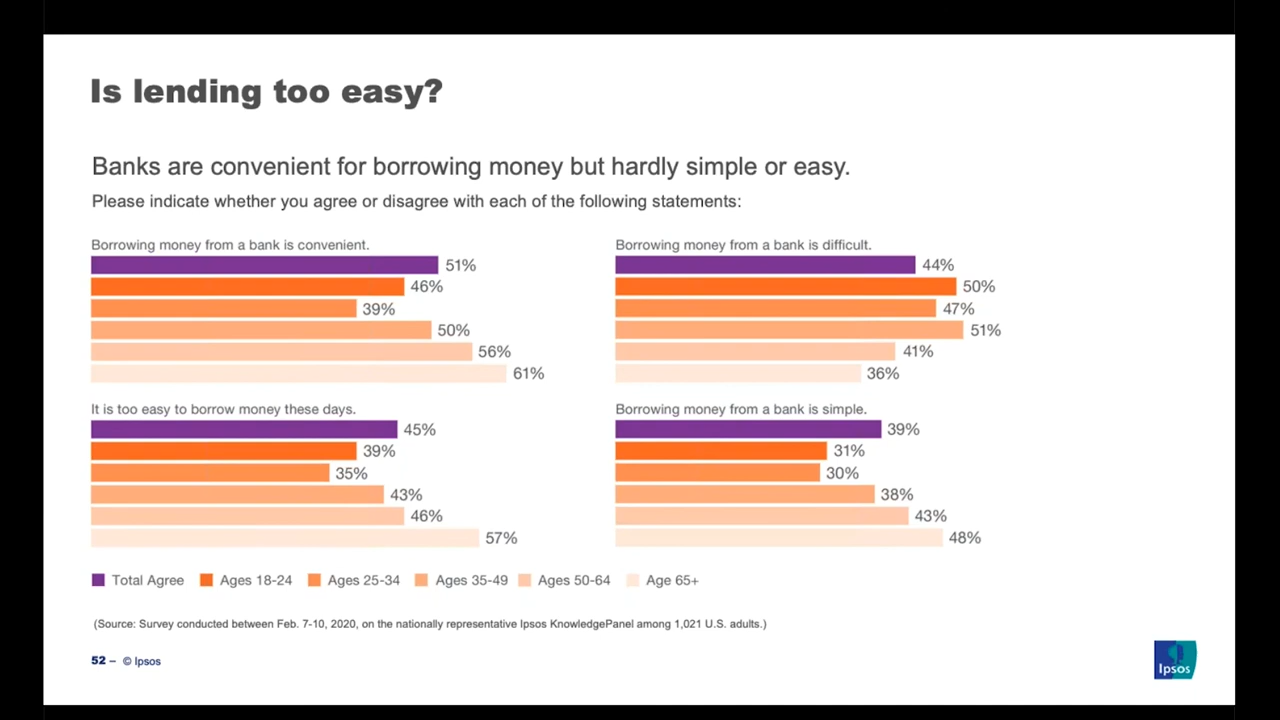 Is lending too easy?
Banks are convenient for borrowing money but hardly simple or easy.
Please indicate whether you agree or disagree with each of the following statements:
Borrowing money from a bank is convenient.
51%
46%
39%
50%
56%
61%
Borrowing money from a bank is difficult.
44%
50%
47%
51%
41%
36%
It is too easy to borrow money these days.
45%
39%
35%
43%
46%
57%
Borrowing money from a bank is simple.
39%
31%
30%
38%
43%
48%
Total Agree Ages 18-24 Ages 25-34 Ages 35-49 Ages 50-64 Age 65+
(Source: Survey conducted between Feb. 7-10, 2020, on the nationally representative Ipsos KnowledgePanel among 1,021 U.S. adults.)
52 – © Ipsos
Ipsos